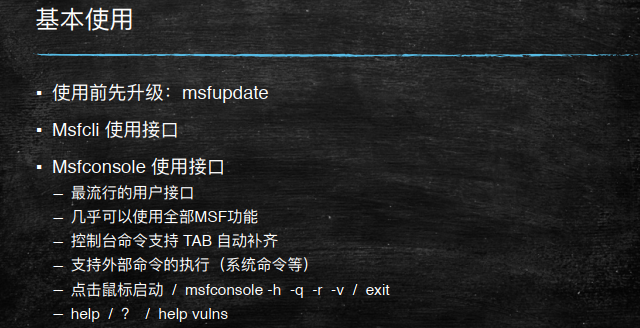 基本使用
▪ 使用前先升级：msfupdate
▪ Msfcli 使用接口
▪ Msfconsole 使用接口
– 最流行的用户接口
– 几乎可以使用全部MSF功能
– 控制台命令支持 TAB 自动补齐
– 支持外部命令的执行（系统命令等）
– 点击鼠标启动 / msfconsole -h -q -r -v / exit
– help / ? / help vulns